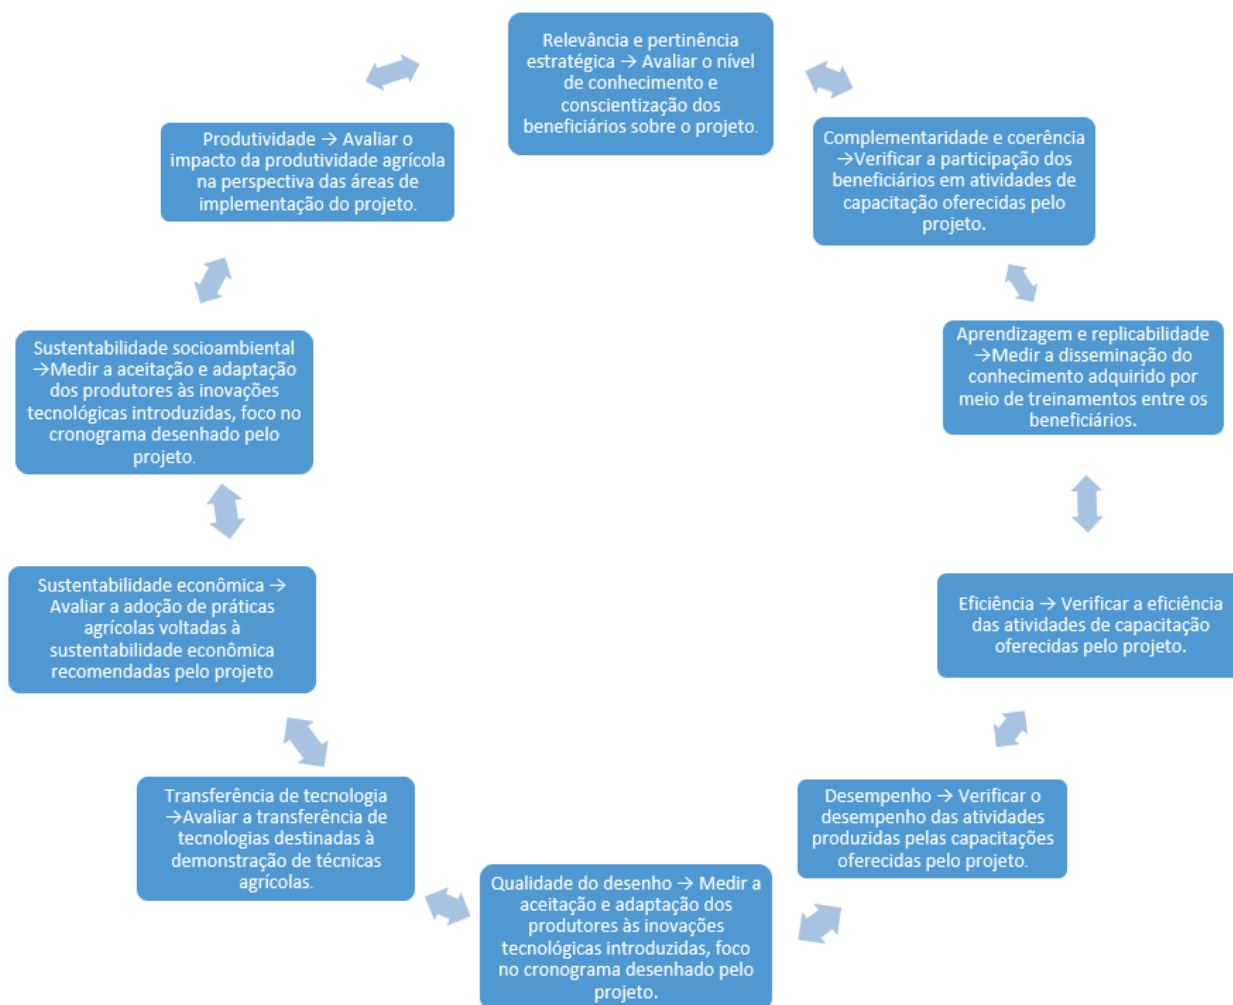 Relevância e pertinência
estratégica → Avaliar o nível
de conhecimento e
conscientização dos
beneficiários sobre o projeto.
Complementaridade e coerência
→Verificar a participação dos
beneficiários em atividades de
capacitação oferecidas pelo
projeto.
Aprendizagem e replicabilidade
→Medir a disseminação do
conhecimento adquirido por
meio de treinamentos entre os
beneficiários.
Eficiência → Verificar a eficiência
das atividades de capacitação
oferecidas pelo projeto.
Desempenho → Verificar o
desempenho das atividades
produzidas pelas capacitações
oferecidas pelo projeto.
Qualidade do desenho → Medir a
aceitação e adaptação dos
produtores às inovações
tecnológicas introduzidas, foco
no cronograma desenhado pelo
projeto.
Transferência de tecnologia
→Avaliar a transferência de
tecnologias destinadas à
demonstração de técnicas
agrícolas.
Sustentabilidade econômica →
Avaliar a adoção de práticas
agrícolas voltadas à
sustentabilidade econômica
recomendadas pelo projeto
Sustentabilidade socioambiental
→Medir a aceitação e adaptação
dos produtores às inovações
tecnológicas introduzidas, foco no
cronograma desenhado pelo
projeto.
Produtividade → Avaliar o
impacto da produtividade agrícola
na perspectiva das áreas de
implementação do projeto.